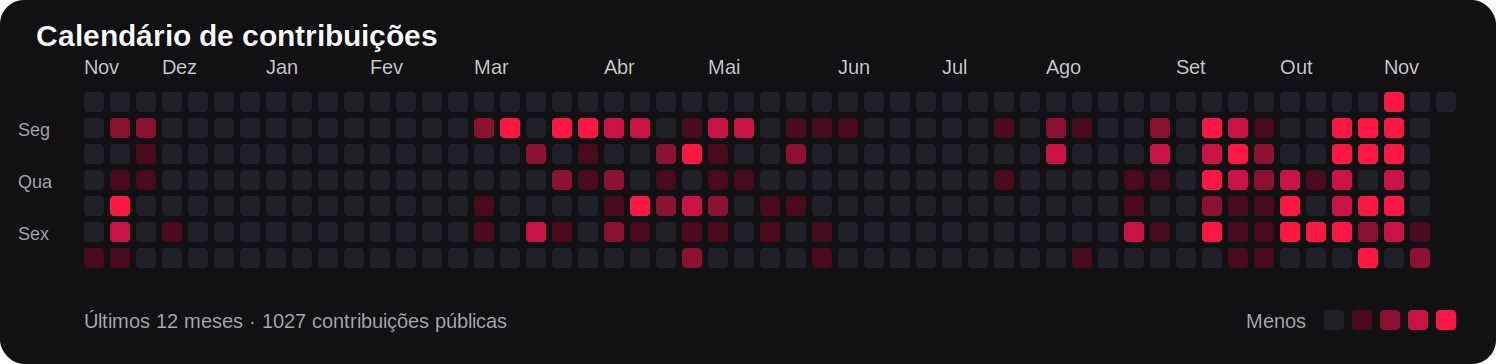 Calendário de contribuições
Nov Dez Jan Fev Mar Abr Mai Jun Jul Ago Set Out Nov
Seg
Qua
Sex
Últimos 12 meses · 1027 contribuições públicas
Menos